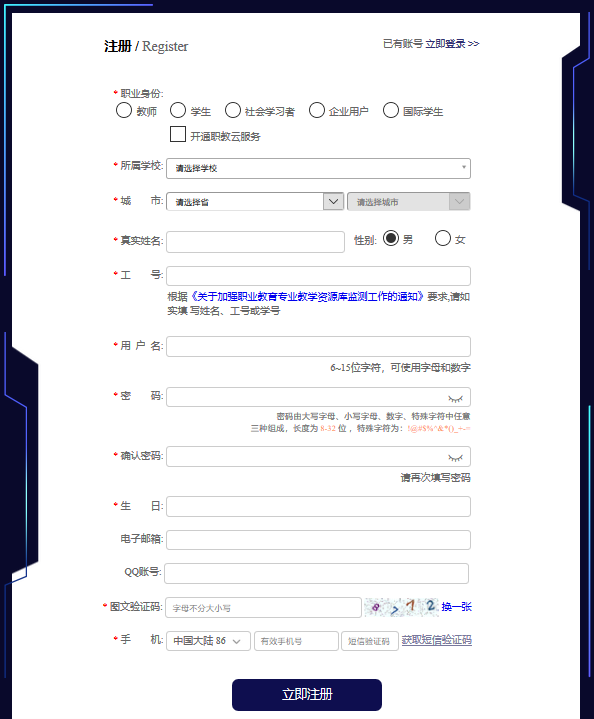 注册 / Register
已有账号 立即登录 >>
* 职业身份:
教师 学生 社会学习者 企业用户 国际学生
开通职教云服务
* 所属学校: 请选择学校
* 城 市: 请选择省 请选择城市
* 真实姓名: 性别: 男 女
* 工 号:
根据《关于加强职业教育专业教学资源库监测工作的通知》要求,请如
实填写姓名、工号或学号
* 用 户 名:
6~15位字符，可使用字母和数字
* 密 码:
密码由大写字母、小写字母、数字、特殊字符中任意
三种组成，长度为 8-32 位 ，特殊字符为：!@#$%^&*()_+-~
* 确认密码:
请再次填写密码
* 生 日:
电子邮箱:
QQ账号:
* 图文验证码: 字母不分大小写 换一张
* 手 机: 中国大陆 86 有效手机号 短信验证码 获取短信验证码
立即注册